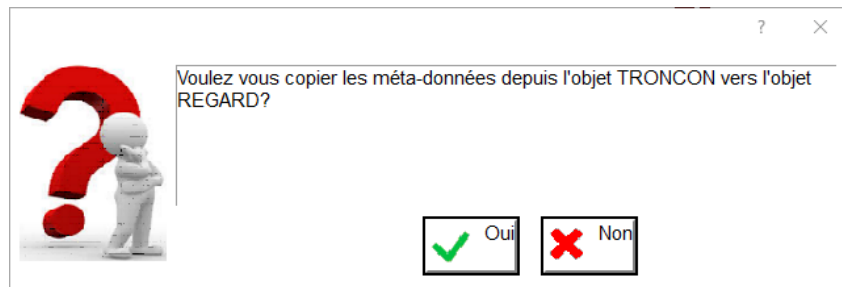 ?
Voulez vous copier les méta-données depuis l'objet TRONCON vers l'objet
REGARD?
Oui
Non